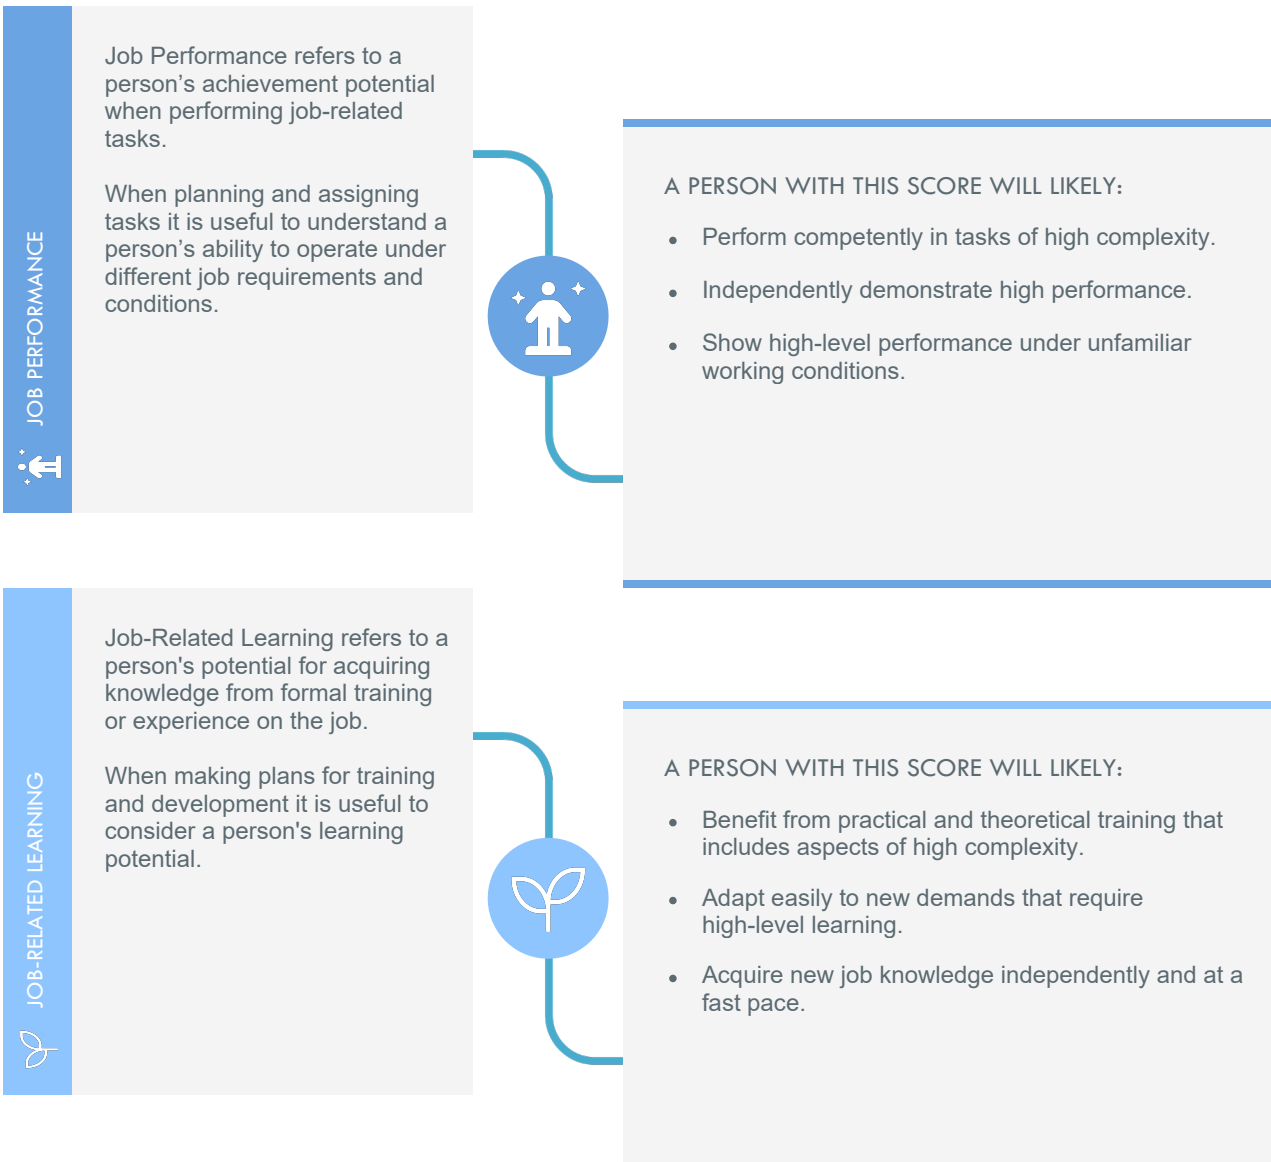 JOB PERFORMANCE
Job Performance refers to a
person’s achievement potential
when performing job-related
tasks.
When planning and assigning
tasks it is useful to understand a
person’s ability to operate under
different job requirements and
conditions.
A PERSON WITH THIS SCORE WILL LIKELY:
• Perform competently in tasks of high complexity.
• Independently demonstrate high performance.
• Show high-level performance under unfamiliar
working conditions.
JOB-RELATED LEARNING
Job-Related Learning refers to a
person's potential for acquiring
knowledge from formal training
or experience on the job.
When making plans for training
and development it is useful to
consider a person's learning
potential.
A PERSON WITH THIS SCORE WILL LIKELY:
• Benefit from practical and theoretical training that
includes aspects of high complexity.
• Adapt easily to new demands that require
high-level learning.
• Acquire new job knowledge independently and at a
fast pace.